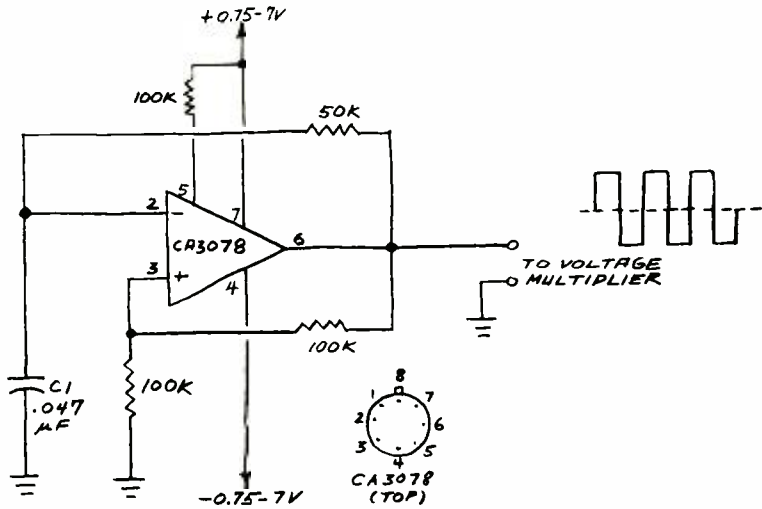 +0.75-7V
100K
50K
5
2
-
7
CA3078
6
3
+
4
TO VOLTAGE
MULTIPLIER
100K
C1
.047
µF
100K
8
1
7
2
6
3
5
4
CA3078
(TOP)
-0.75-7V